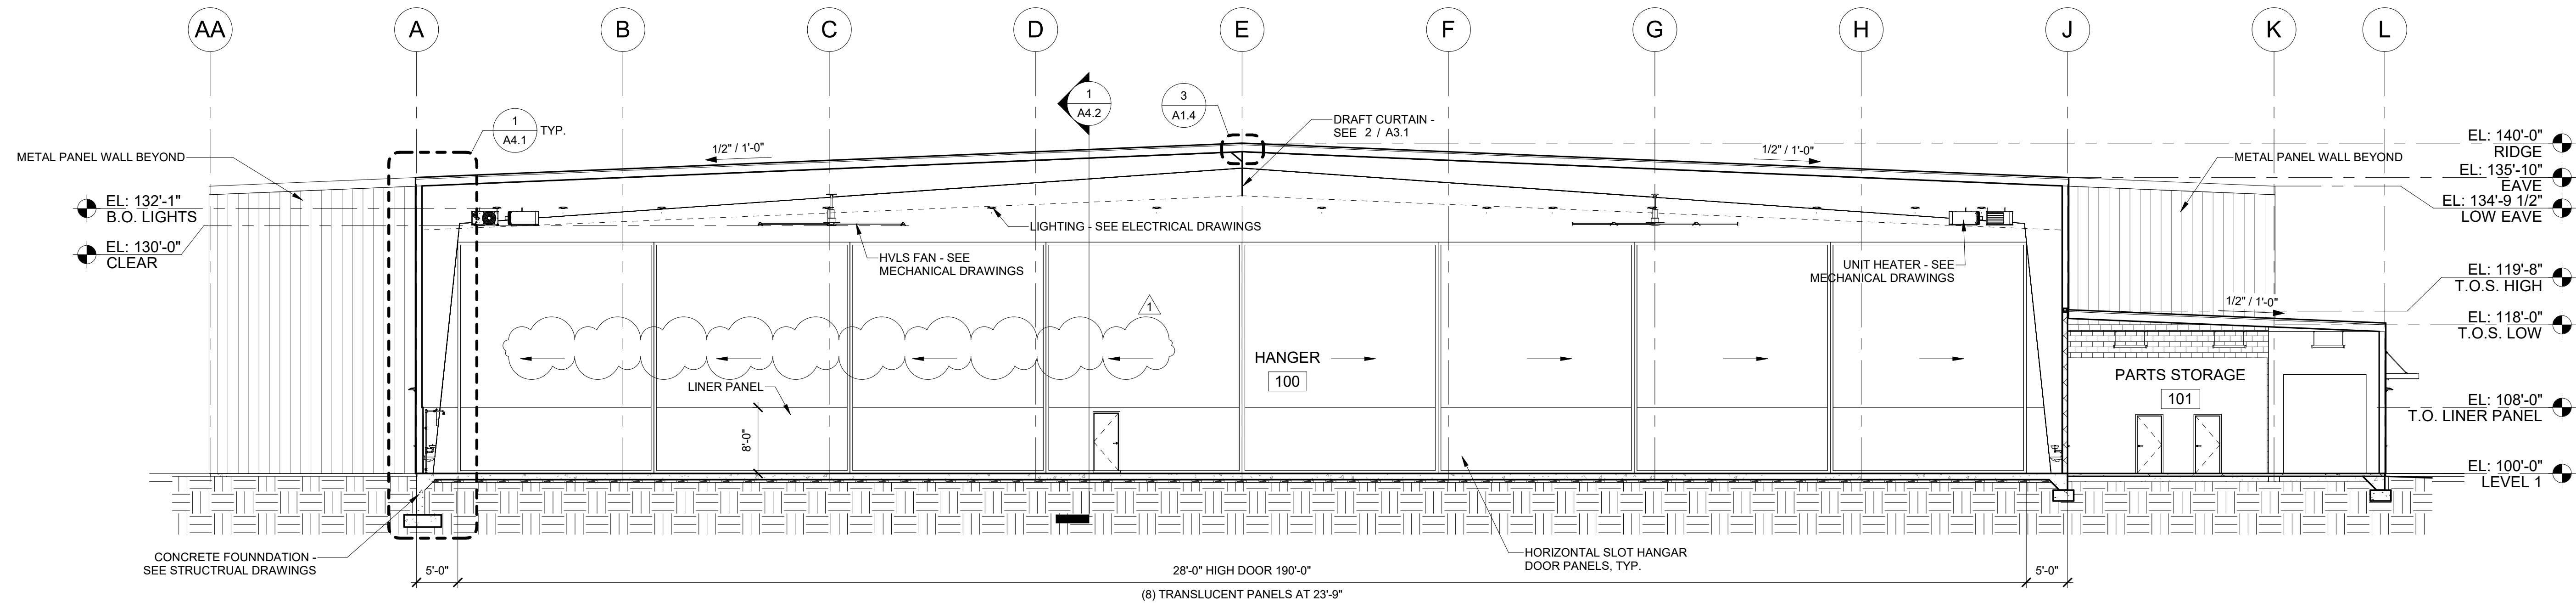 AA
A
B
C
D
E
F
G
H
J
K
L
1
A4.1
TYP.
1
A4.2
3
A1.4
DRAFT CURTAIN -
SEE 2 / A3.1
METAL PANEL WALL BEYOND
1/2" / 1'-0"
1/2" / 1'-0"
METAL PANEL WALL BEYOND
EL: 140'-0"
RIDGE
EL: 135'-10"
EAVE
EL: 134'-9 1/2"
LOW EAVE
EL: 132'-1"
B.O. LIGHTS
EL: 130'-0"
CLEAR
LIGHTING - SEE ELECTRICAL DRAWINGS
HVLS FAN - SEE
MECHANICAL DRAWINGS
UNIT HEATER - SEE
MECHANICAL DRAWINGS
EL: 119'-8"
T.O.S. HIGH
1/2" / 1'-0"
EL: 118'-0"
T.O.S. LOW
1
HANGER
100
LINER PANEL
8'-0"
PARTS STORAGE
101
EL: 108'-0"
T.O. LINER PANEL
EL: 100'-0"
LEVEL 1
CONCRETE FOUNNDATION -
SEE STRUCTRUAL DRAWINGS
HORIZONTAL SLOT HANGAR
DOOR PANELS, TYP.
5'-0"
28'-0" HIGH DOOR 190'-0"
5'-0"
(8) TRANSLUCENT PANELS AT 23'-9"